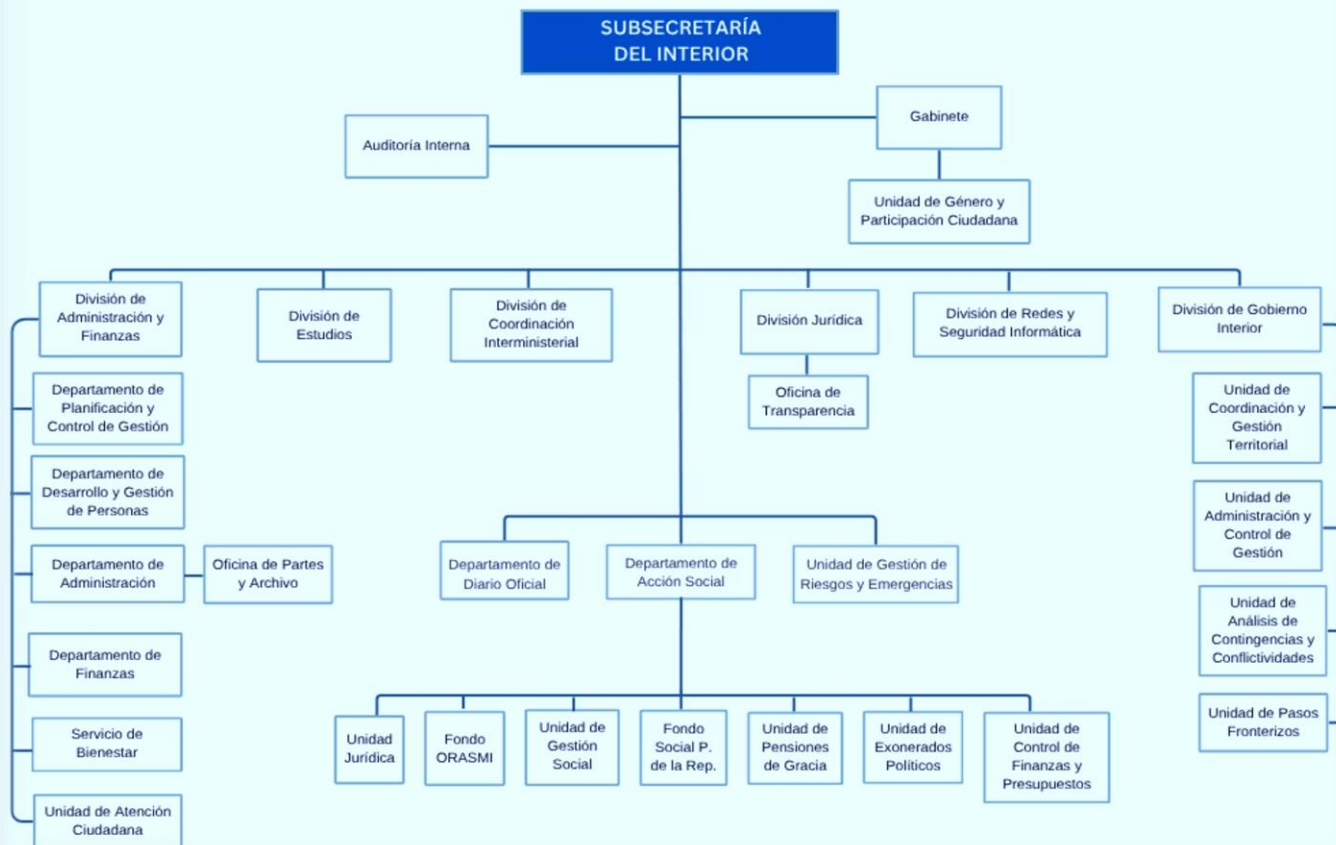 SUBSECRETARÍA
DEL INTERIOR
Gabinete
Auditoría Interna
Unidad de Género y
Participación Ciudadana
División de
Administración y
Finanzas
División de
Estudios
División de
Coordinación
Interministerial
División Jurídica
División de Redes y
Seguridad Informática
División de Gobierno
Interior
Oficina de
Transparencia
Departamento de
Planificación y
Control de Gestión
Departamento de
Desarrollo y Gestión
de Personas
Departamento de
Administración
Oficina de Partes
y Archivo
Departamento de
Finanzas
Servicio de
Bienestar
Unidad de Atención
Ciudadana
Departamento de
Diario Oficial
Departamento de
Acción Social
Unidad de Gestión de
Riesgos y Emergencias
Unidad
Jurídica
Fondo
ORASMI
Unidad de
Gestión
Social
Fondo
Social P.
de la Rep.
Unidad de
Pensiones
de Gracia
Unidad de
Exonerados
Políticos
Unidad de
Control de
Finanzas y
Presupuestos
Unidad de
Coordinación y
Gestión
Territorial
Unidad de
Administración y
Control de
Gestión
Unidad de
Análisis de
Contingencias y
Conflictividades
Unidad de Pasos
Fronterizos